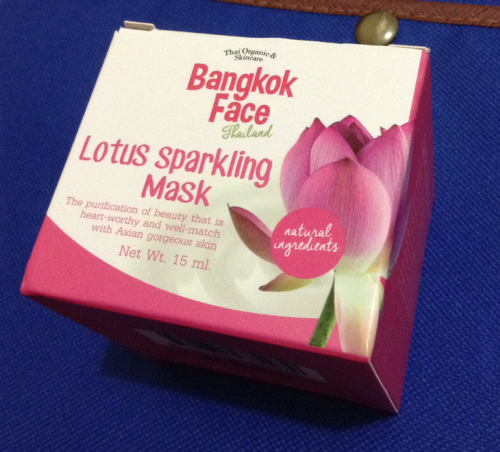 Thai Organic &
Skincare
Bangkok
Face
Thailand
Lotus Sparkling
Mask
The purification of beauty that is
heart-worthy and well-match
with Asian gorgeous skin
Net Wt. 15 ml.
natural
ingredients